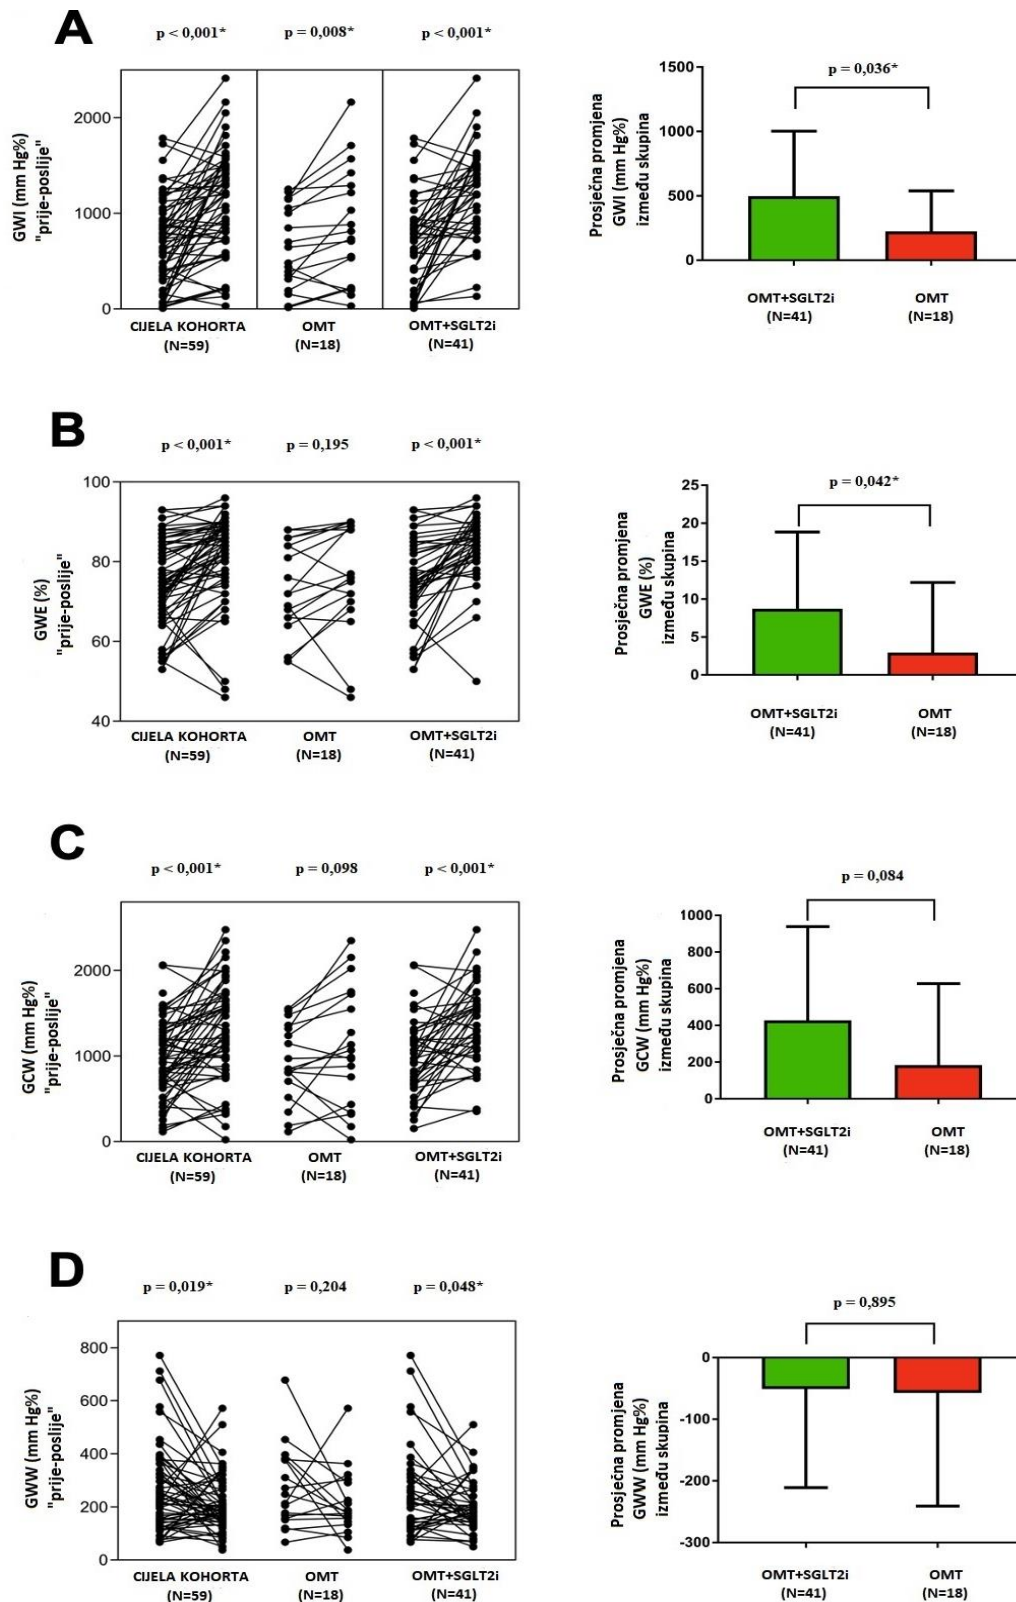 A
p < 0,001*
p = 0,008*
p < 0,001*
GWI (mm Hg%)
"prije-poslije"
2000
1000
0
CIJELA KOHORTA
(N=59)
OMT
(N=18)
OMT+SGLT2i
(N=41)
p = 0,036*
Prosječna promjena
GWI (mm Hg%)
između skupina
1500
1000
500
0
OMT+SGLT2i
(N=41)
OMT
(N=18)
B
p < 0,001*
p = 0,195
p < 0,001*
GWE (%)
"prije-poslije"
100
80
60
40
CIJELA KOHORTA
(N=59)
OMT
(N=18)
OMT+SGLT2i
(N=41)
p = 0,042*
Prosječna promjena
GWE (%)
između skupina
25
20
15
10
5
0
OMT+SGLT2i
(N=41)
OMT
(N=18)
C
p < 0,001*
p = 0,098
p < 0,001*
GCW (mm Hg%)
"prije-poslije"
2000
1000
0
CIJELA KOHORTA
(N=59)
OMT
(N=18)
OMT+SGLT2i
(N=41)
p = 0,084
Prosječna promjena
GCW (mm Hg%)
između skupina
1000
800
600
400
200
0
OMT+SGLT2i
(N=41)
OMT
(N=18)
D
p = 0,019*
p = 0,204
p = 0,048*
GWW (mm Hg%)
"prije-poslije"
800
600
400
200
0
CIJELA KOHORTA
(N=59)
OMT
(N=18)
OMT+SGLT2i
(N=41)
p = 0,895
Prosječna promjena
GWW (mm Hg%)
između skupina
0
-100
-200
-300
OMT+SGLT2i
(N=41)
OMT
(N=18)